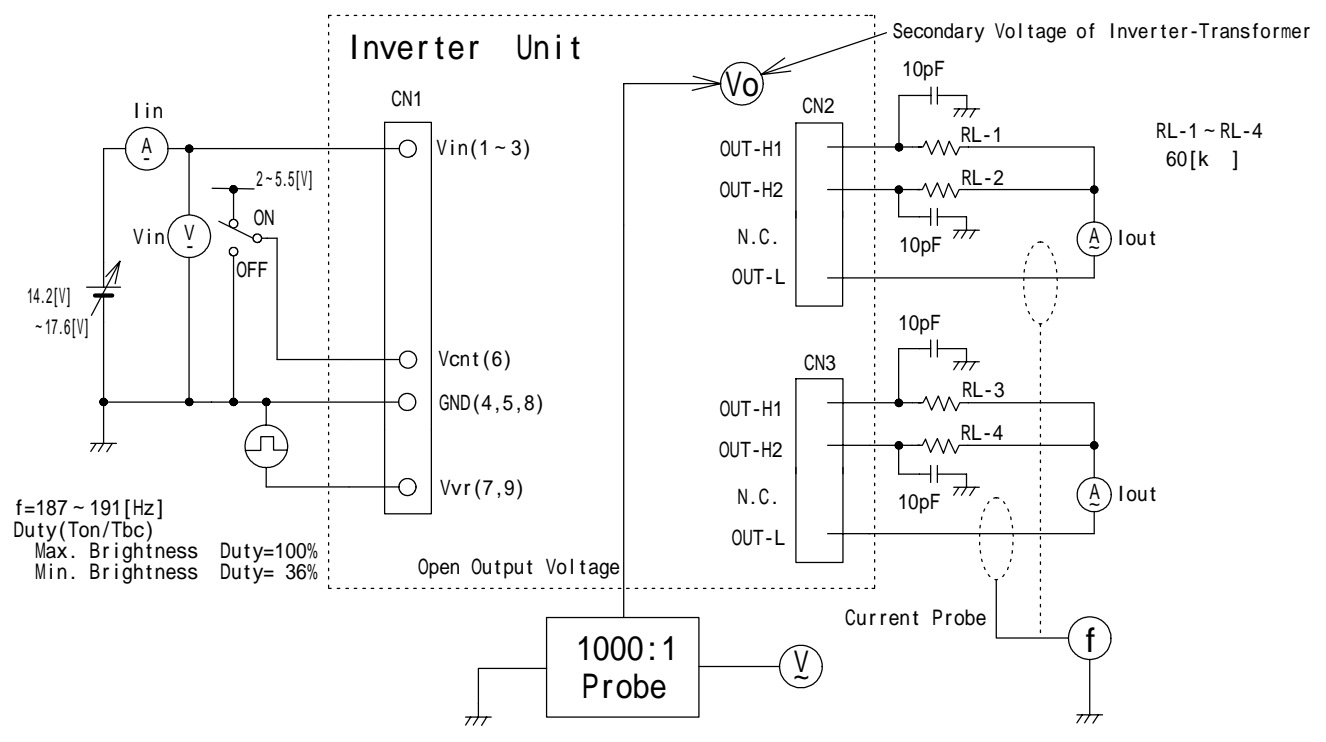 Secondary Voltage of Inverter-Transformer
Inverter Unit
Vo
10pF
CN1
CN2
Iin
A
Vin(1~3)
OUT-H1
RL-1
RL-1~RL-4
60[k ]
2~5.5[V]
OUT-H2
RL-2
ON
Vin
V
N.C.
10pF
A
~
Iout
OFF
OUT-L
14.2[V]
~17.6[V]
10pF
Vcnt(6)
CN3
GND(4,5,8)
OUT-H1
RL-3
OUT-H2
RL-4
Vvr(7,9)
N.C.
10pF
A
~
Iout
f=187~191[Hz]
Duty(Ton/Tbc)
OUT-L
Max. Brightness Duty=100%
Min. Brightness Duty= 36%
Open Output Voltage
Current Probe
f
1000:1
Probe
V
~